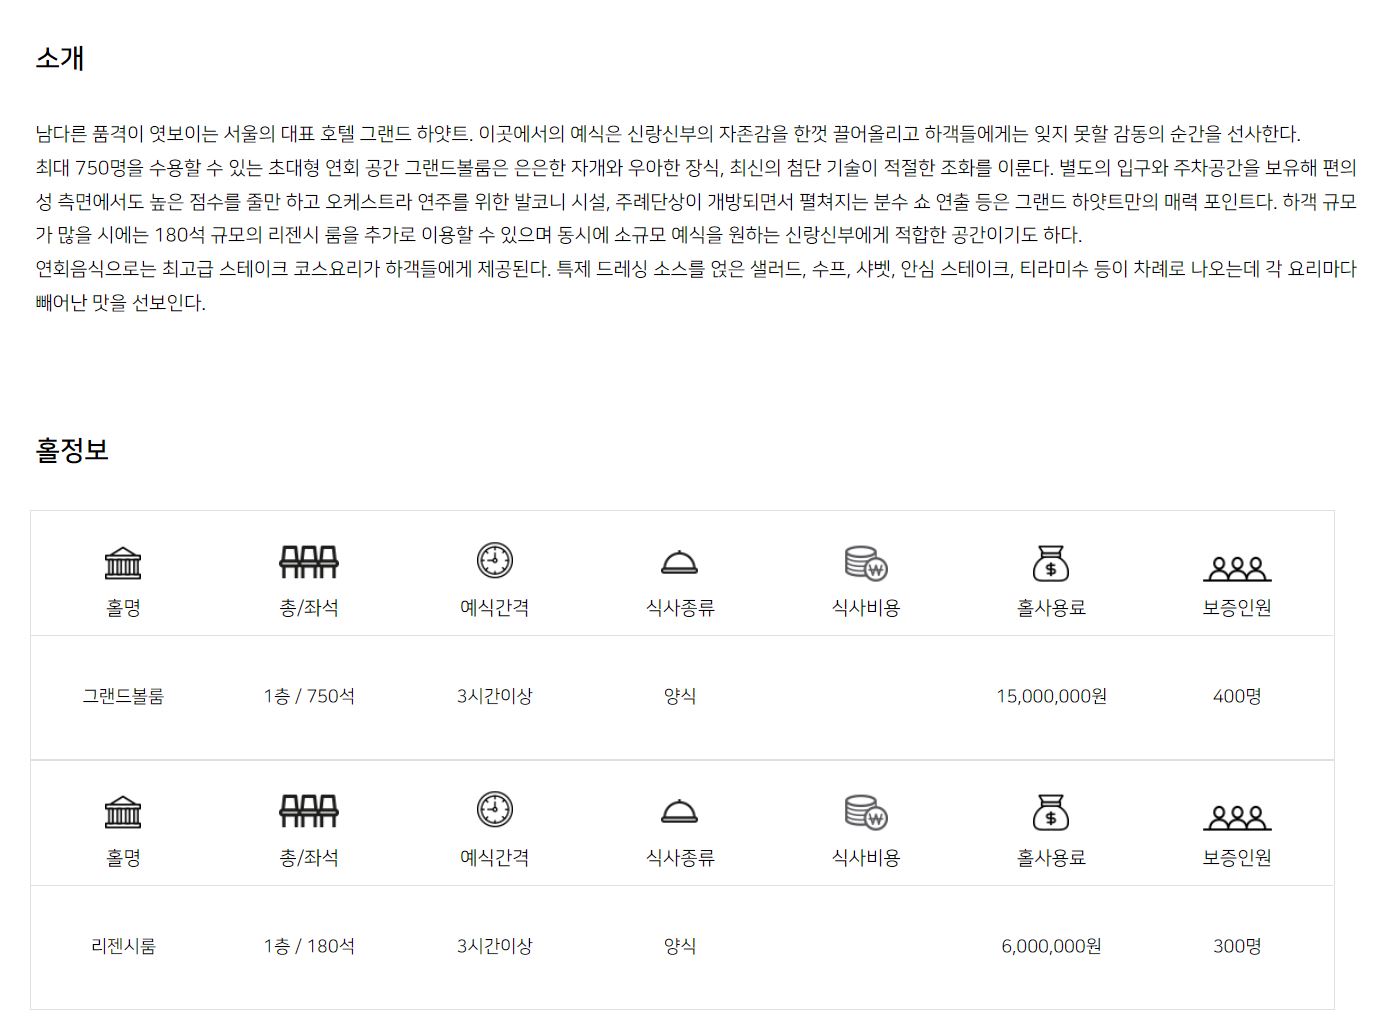 소개
남다른 품격이 엿보이는 서울의 대표 호텔 그랜드 하얏트. 이곳에서의 예식은 신랑신부의 자존감을 한껏 끌어올리고 하객들에게는 잊지 못할 감동의 순간을 선사한다.
최대 750명을 수용할 수 있는 초대형 연회 공간 그랜드볼룸은 은은한 자개와 우아한 장식, 최신의 첨단 기술이 적절한 조화를 이룬다. 별도의 입구와 주차공간을 보유해 편의
성 측면에서도 높은 점수를 줄만 하고 오케스트라 연주를 위한 발코니 시설, 주례단상이 개방되면서 펼쳐지는 분수 쇼 연출 등은 그랜드 하얏트만의 매력 포인트다. 하객 규모
가 많을 시에는 180석 규모의 리젠시 룸을 추가로 이용할 수 있으며 동시에 소규모 예식을 원하는 신랑신부에게 적합한 공간이기도 하다.
연회음식으로는 최고급 스테이크 코스요리가 하객들에게 제공된다. 특제 드레싱 소스를 얹은 샐러드, 수프, 샤벳, 안심 스테이크, 티라미수 등이 차례로 나오는데 각 요리마다
빼어난 맛을 선보인다.
홀정보
홀명 총/좌석 예식간격 식사종류 식사비용 홀사용료 보증인원
그랜드볼룸 1층 / 750석 3시간이상 양식 15,000,000원 400명
홀명 총/좌석 예식간격 식사종류 식사비용 홀사용료 보증인원
리젠시룸 1층 / 180석 3시간이상 양식 6,000,000원 300명